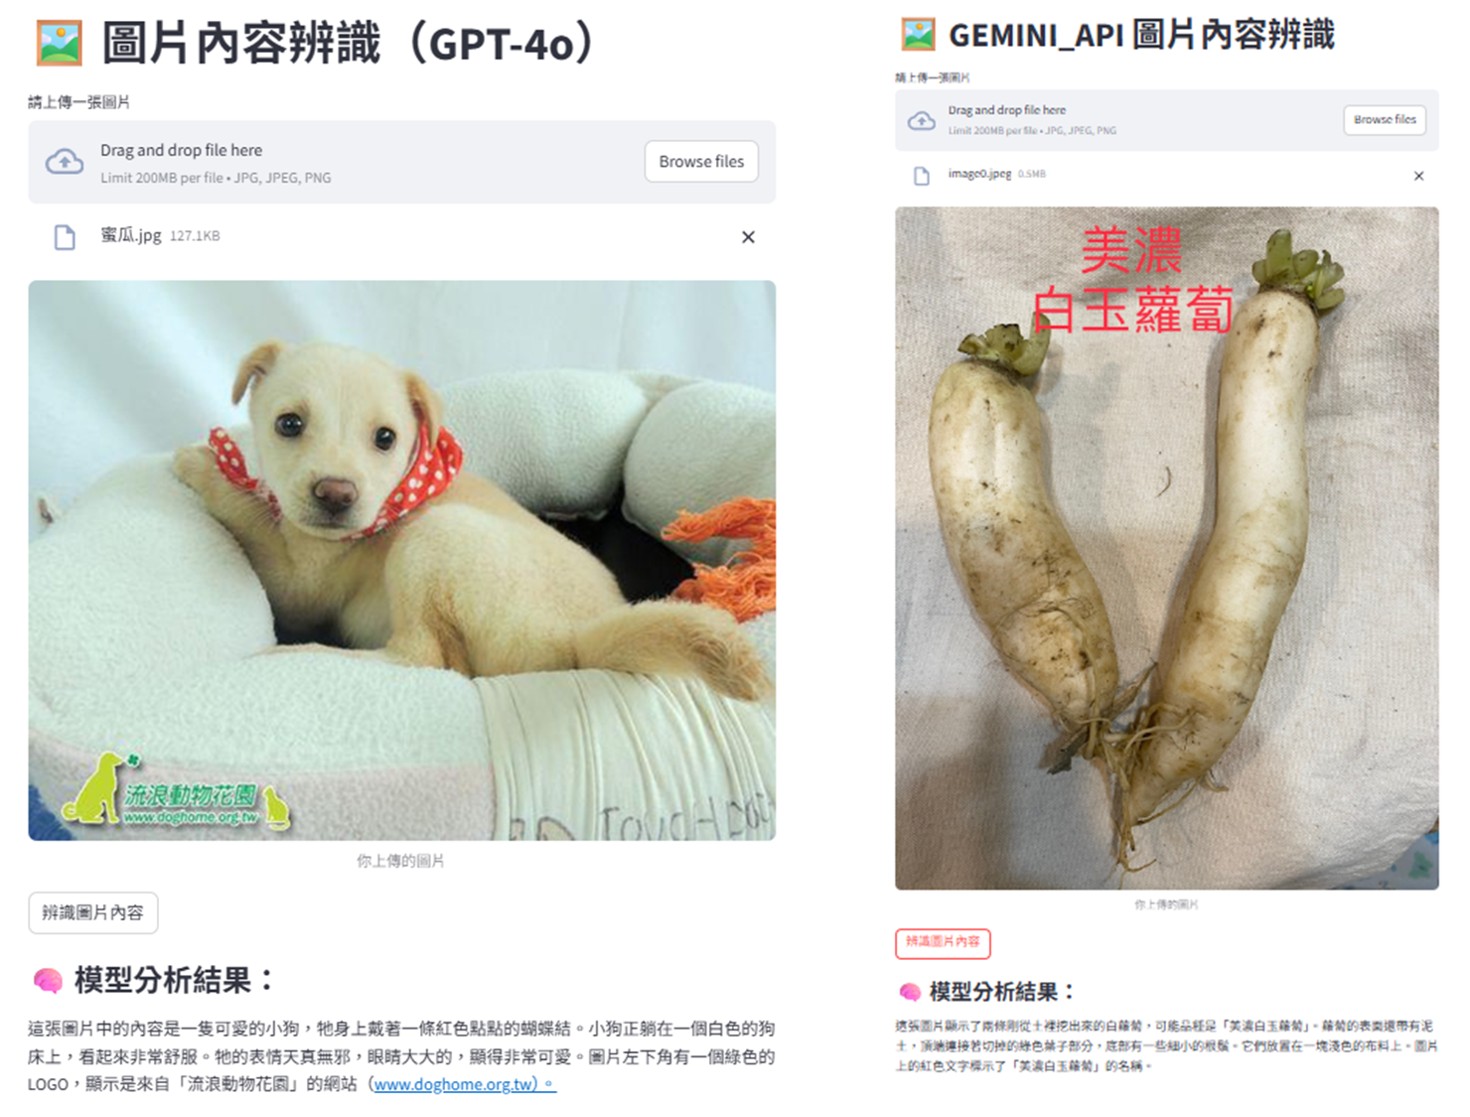 圖片內容辨識（GPT-4o）
請上傳一張圖片
Drag and drop file here
Limit 200MB per file • JPG, JPEG, PNG
Browse files
蜜瓜.jpg 127.1KB
流浪動物花園
www.doghome.org.tw
TOUCHDOG
你上傳的圖片
辨識圖片內容
模型分析結果：
這張圖片中的內容是一隻可愛的小狗，牠身上戴著一條紅色點點的蝴蝶結。小狗正躺在一個白色的狗
床上，看起來非常舒服。牠的表情天真無邪，眼睛大大的，顯得非常可愛。圖片左下角有一個綠色的
LOGO，顯示是來自「流浪動物花園」的網站（www.doghome.org.tw）。
GEMINI_API 圖片內容辨識
請上傳一張圖片
Drag and drop file here
Limit 200MB per file • JPG, JPEG, PNG
Browse files
image0.jpeg 0.5MB
美濃
白玉蘿蔔
你上傳的圖片
辨識圖片內容
模型分析結果：
這張圖片顯示了兩條剛從土裡挖出來的白蘿蔔，可能品種是「美濃白玉蘿蔔」。蘿蔔的表面還帶有泥
土，頂端連接著切掉的綠色葉子部分，底部有一些細小的根鬚。它們放置在一塊淺色的布料上。圖片
上的紅色文字標示了「美濃白玉蘿蔔」的名稱。